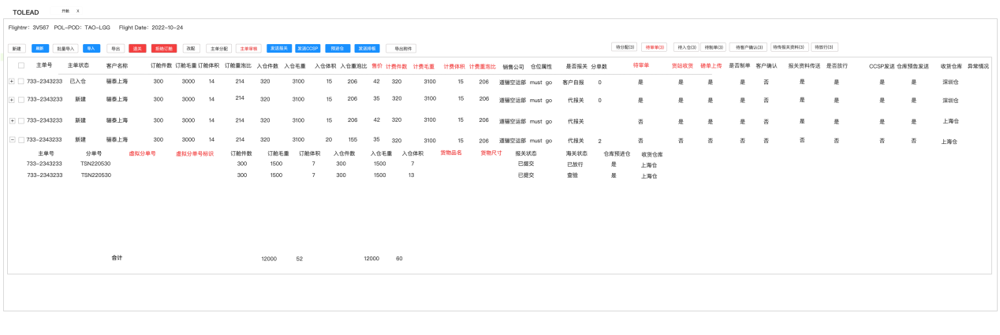 TOLEAD 开舱 X
Flightnr: 3V567 POL-POD: TAO-LGG Flight Date: 2022-10-24
新建 刷新 批量导入 导入 导出 退关 拒绝订舱 改配 主单分配 主单审核 发送报关 发送CCSP 预进仓 发送排板 导出附件 待分配(3) 待审单(3) 待入仓(3) 待制单(3) 待客户确认(3) 待传报关资料(3) 待放行(3)
主单号 主单状态 客户名称 订舱件数 订舱毛重 订舱体积 订舱重泡比 入仓件数 入仓毛重 入仓体积 入仓重泡比 售价 计费件数 计费毛重 计费体积 计费重泡比 销售公司 仓位属性 是否报关 分单数 待审单 货站收货 磅单上传 是否制单 客户确认 报关资料传送 是否放行 CCSP发送 仓库预告发送 收货仓库 异常情况
733-2343233 已入仓 骊泰上海 300 3000 14 214 320 3100 15 206 42 320 3100 15 206 道骊空运部 must go 客户自报 0 是 是 是 是 否 是 是 是 是 深圳仓
733-2343233 新建 骊泰上海 300 3000 14 214 320 3100 15 206 35 320 3100 15 206 道骊空运部 must go 代报关 0 是 是 是 是 否 是 是 是 是 深圳仓
733-2343233 新建 骊泰上海 300 3000 14 214 320 3100 15 206 42 320 3100 15 206 道骊空运部 must go 代报关 否 是 是 是 否 是 是 是 是 上海仓
733-2343233 新建 骊泰上海 300 3000 14 214 320 3100 20 155 35 320 3100 15 206 道骊空运部 must go 代报关 2 否 否 否 否 否 否 否 否 否 上海仓
主单号 分单号 虚拟分单号 虚拟分单号标识 订舱件数 订舱毛重 订舱体积 入仓件数 入仓毛重 入仓体积 货物品名 货物尺寸 报关状态 海关状态 仓库预进仓 收货仓库
733-2343233 TSN220530 300 1500 7 300 1500 7 已提交 已放行 是 上海仓
733-2343233 TSN220530 300 1500 7 300 1500 13 已提交 查验 是 上海仓
合计 12000 52 12000 60